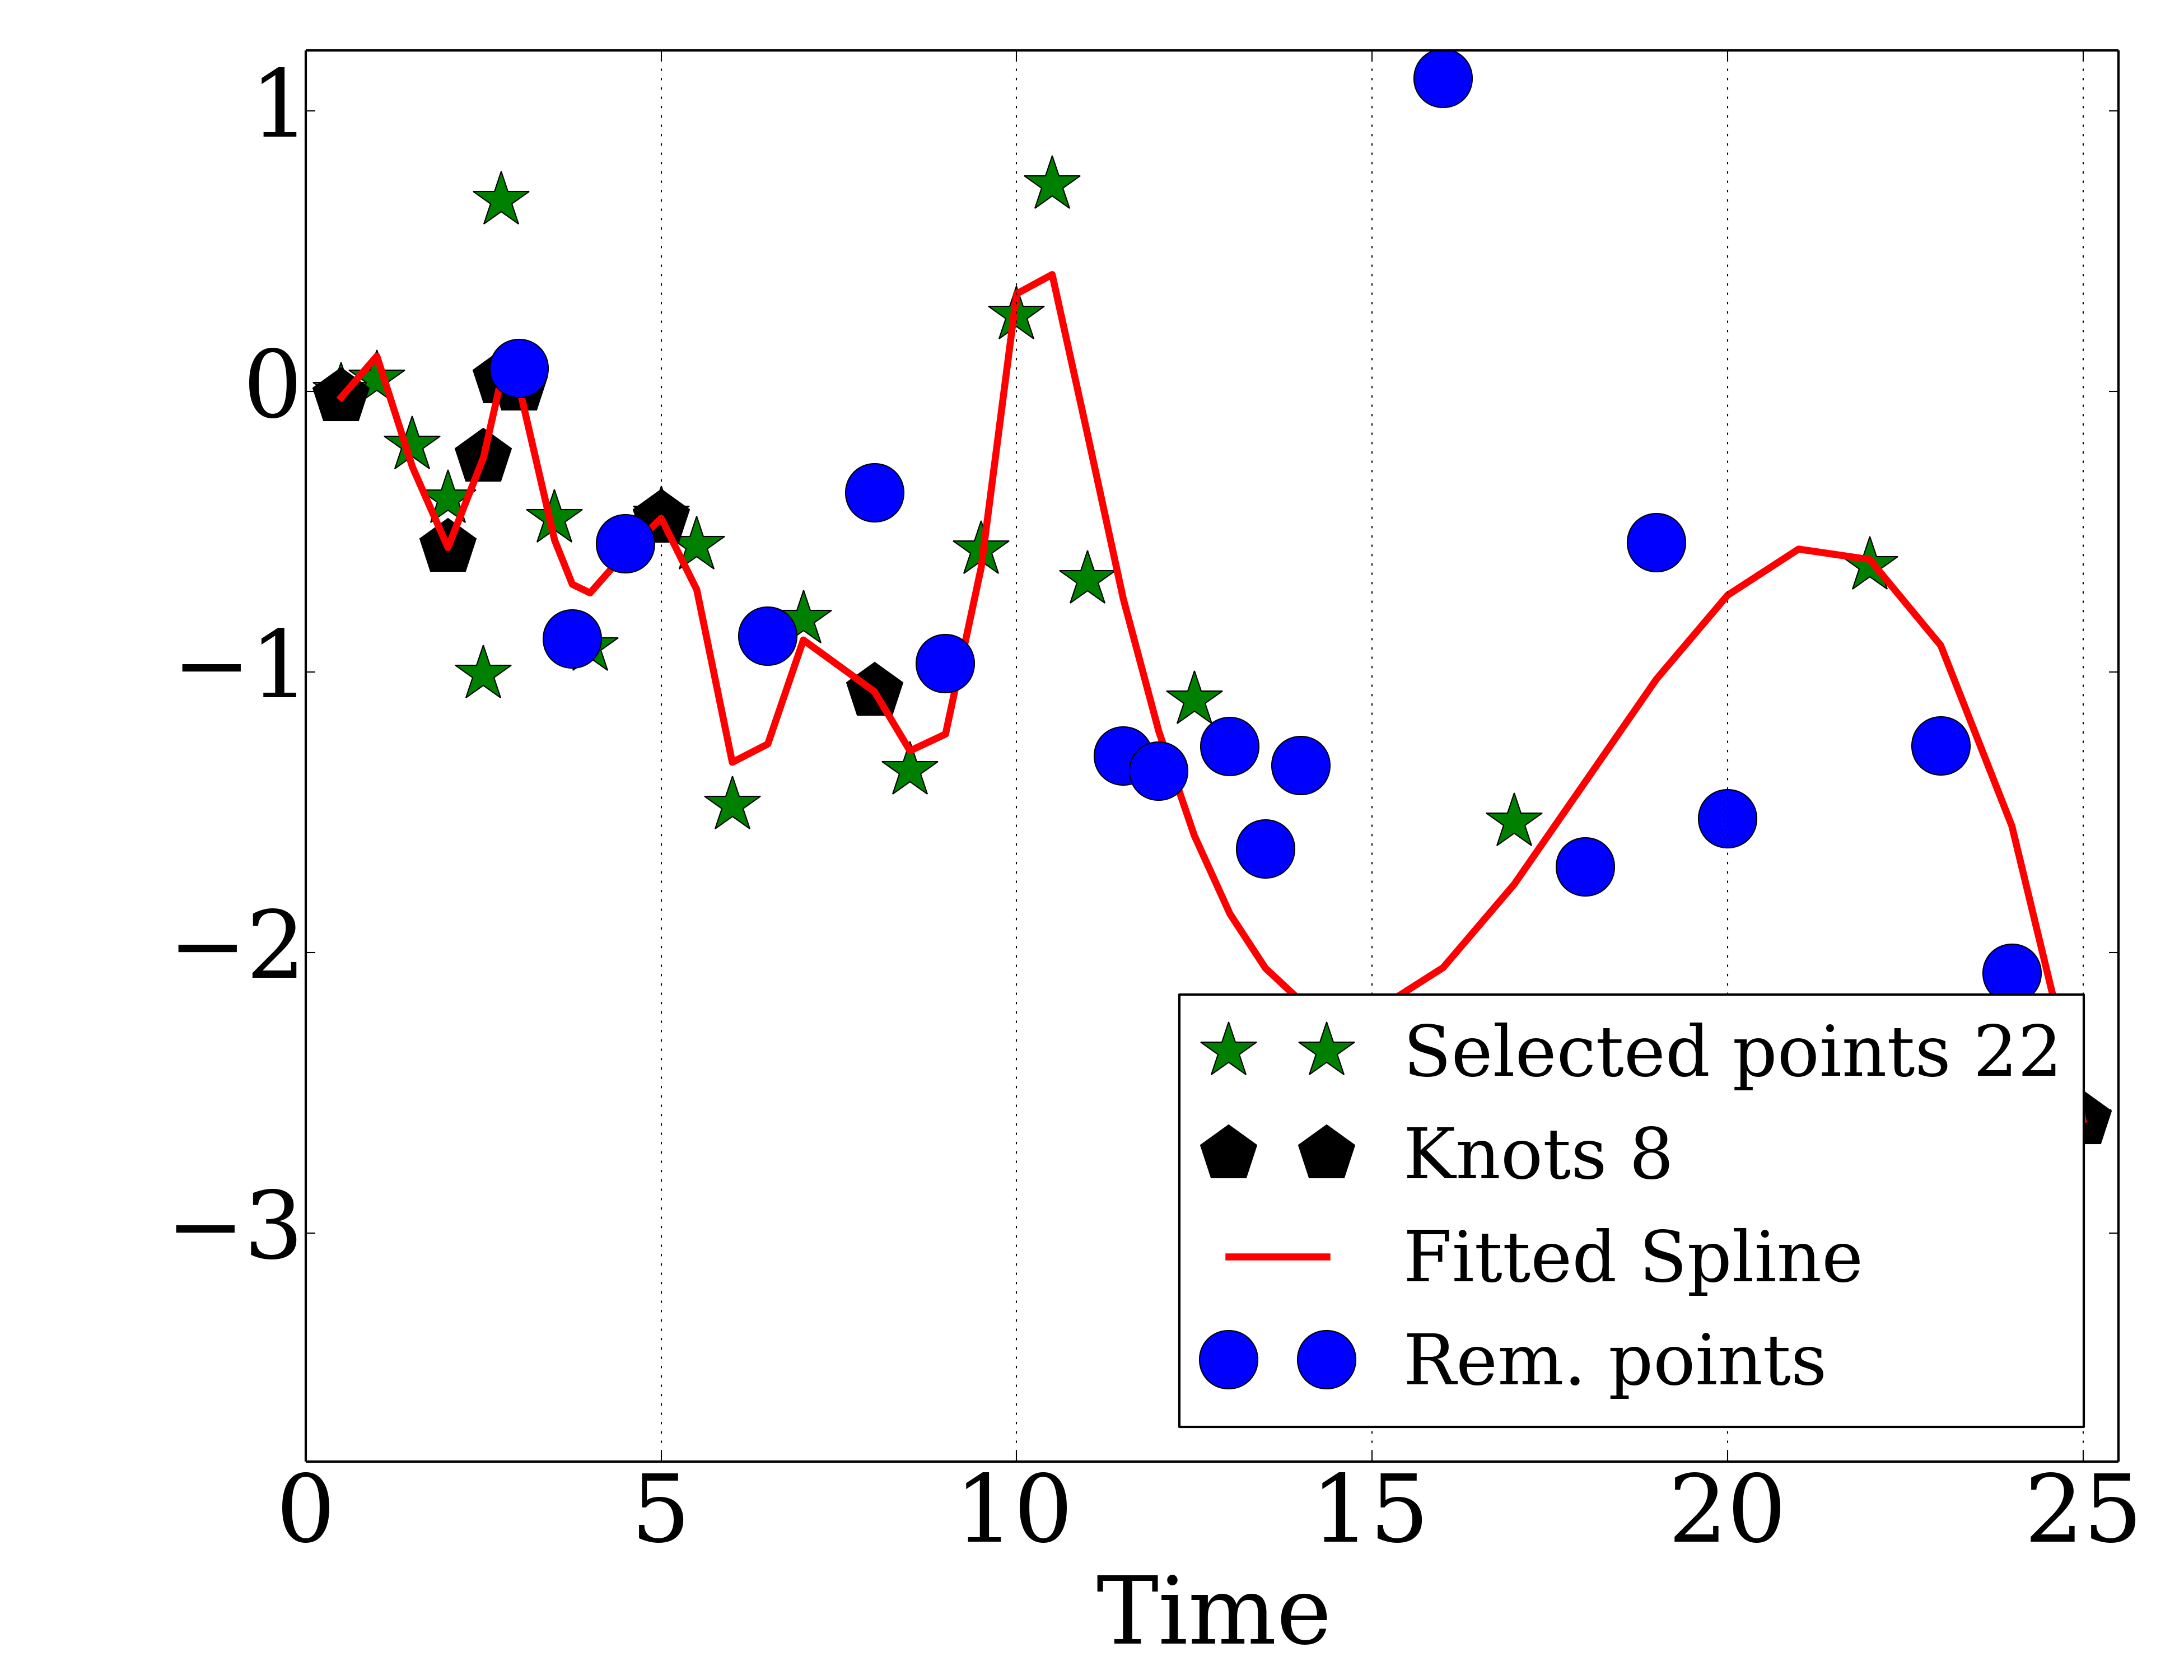 1
0
−1
−2
−3
0 5 10 15 20 25
Time
Selected points 22
Knots 8
Fitted Spline
Rem. points